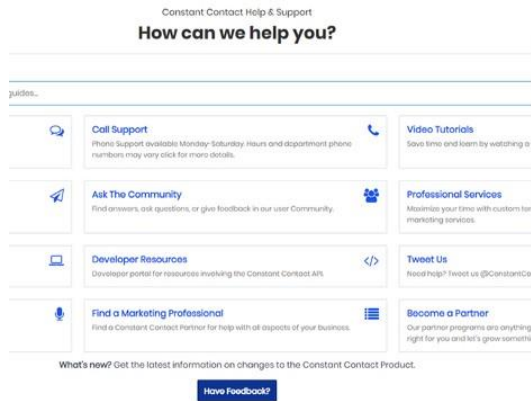 Constant Contact Help & Support
How can we help you?
guides...
Call Support
Phone Support available Monday-Saturday. Hours and department phone
numbers may vary click for more details.
Video Tutorials
Save time and learn by watching a
Ask The Community
Find answers, ask questions, or give feedback in our user Community.
Professional Services
Maximize your time with custom
marketing services.
Developer Resources
Developer portal for resources involving the Constant Contact API.
Tweet Us
Need help? Tweet us @ConstantCo
Find a Marketing Professional
Find a Constant Contact Partner for help with all aspects of your business.
Become a Partner
Our partner programs are anything
right for you and let's grow somethi
What's new? Get the latest information on changes to the Constant Contact Product.
Have Feedback?